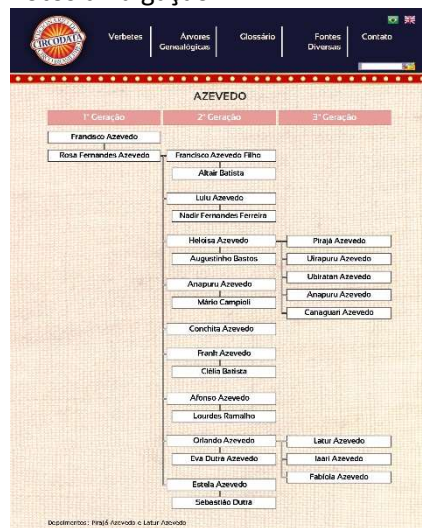 CIRCODATA
Verbetes
Árvores
Genealógicas
Glossário
Fontes
Diversas
Contato
AZEVEDO
1ª Geração
2ª Geração
3ª Geração
Francisco Azevedo
Rosa Fernandes Azevedo
Francisco Azevedo Filho
Altair Batista
Lulu Azevedo
Nadir Fernandes Ferreira
Heloisa Azevedo
Pirajá Azevedo
Augustinho Bastos
Uirapuru Azevedo
Ubiratan Azevedo
Anapuru Azevedo
Anapuru Azevedo
Mário Campioli
Canaguari Azevedo
Conchita Azevedo
Frank Azevedo
Clélia Batista
Afonso Azevedo
Lourdes Ramalho
Orlando Azevedo
Latur Azevedo
Eva Dutra Azevedo
Iaari Azevedo
Fabíola Azevedo
Estela Azevedo
Sebastião Dutra
Depoimentos: Pirajá Azevedo e Latur Azevedo